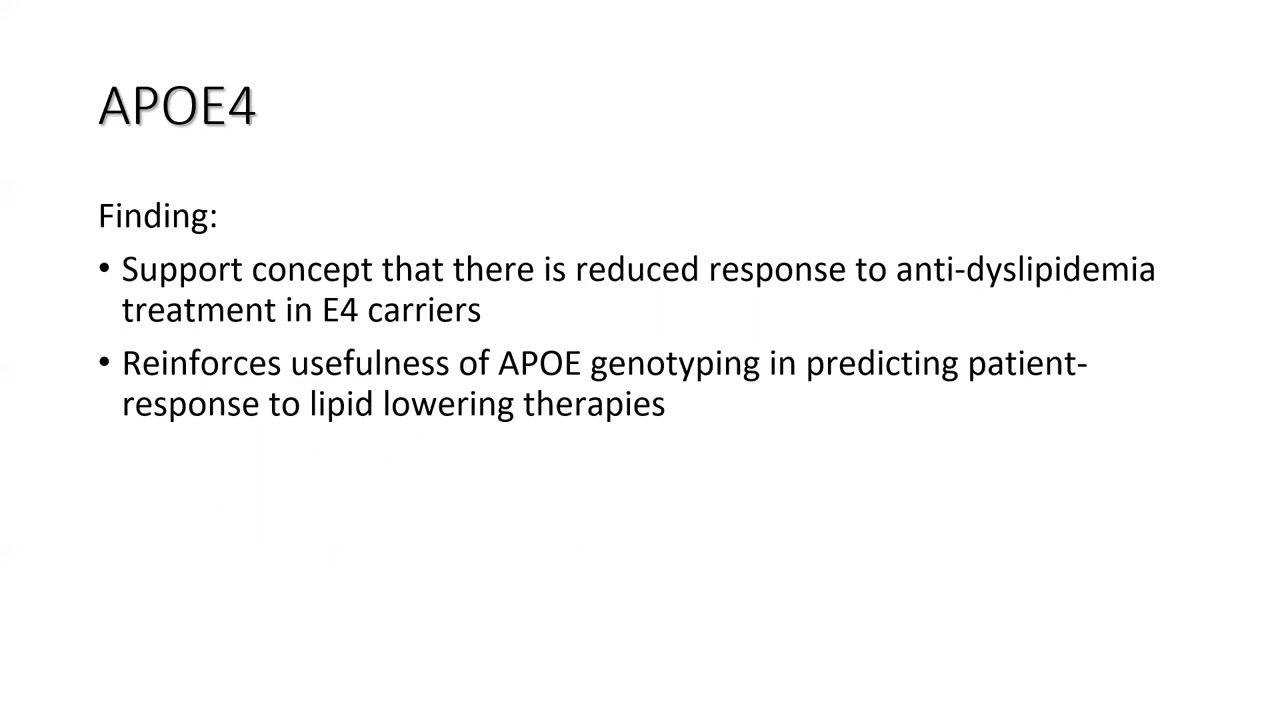 APOE4
Finding:
• Support concept that there is reduced response to anti-dyslipidemia
treatment in E4 carriers
• Reinforces usefulness of APOE genotyping in predicting patient-
response to lipid lowering therapies